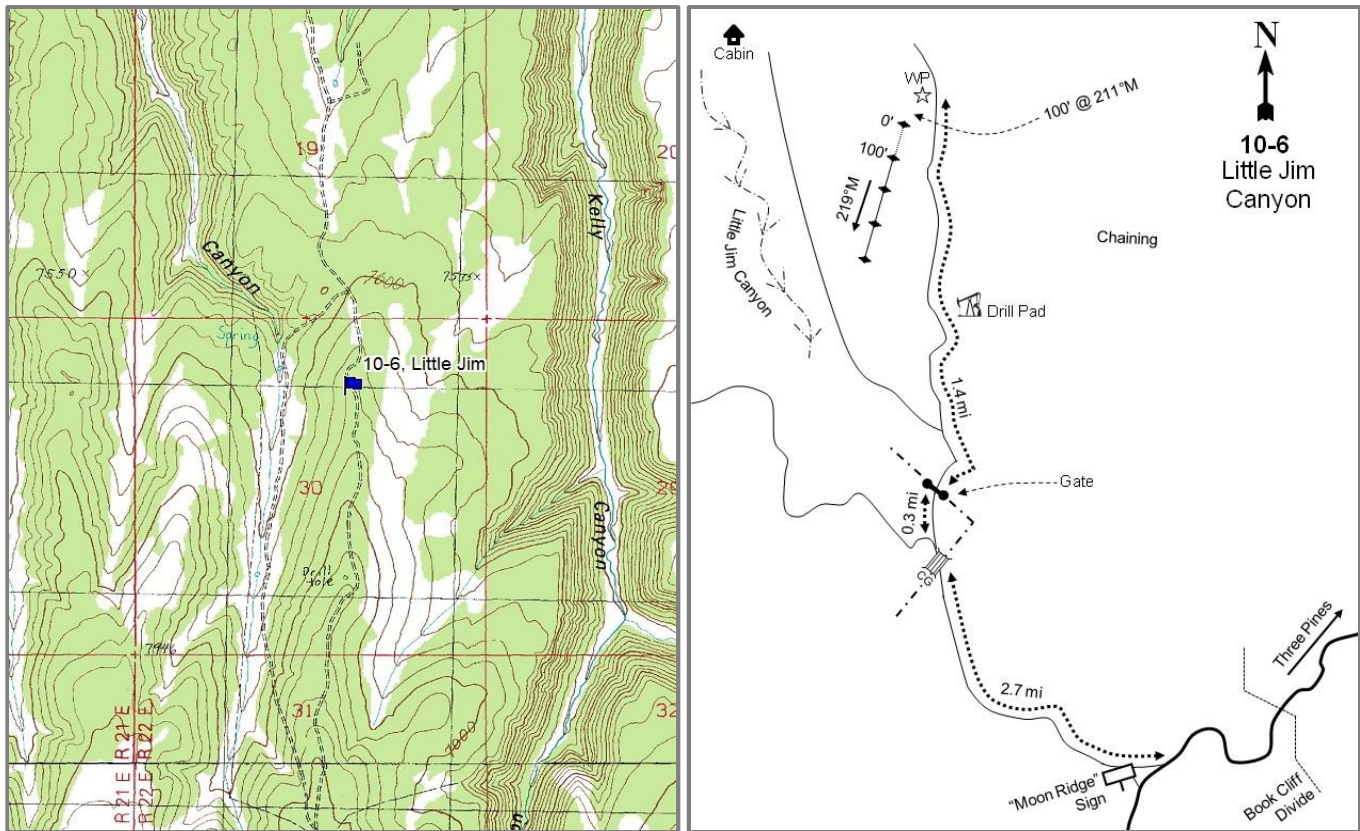 19
20
Kelly
Canyon
7550
7600
7575
Spring
10-6, Little Jim
30
29
Canyon
Drill
Hole
7946
31
32
R 21 E
R 22 E
R 21 E
R 22 E
Cabin
WP
0'
100'
100' @ 211°M
219°M
Little Jim Canyon
N
10-6
Little Jim
Canyon
Chaining
Drill Pad
1.4 mi
Gate
0.3 mi
CG
2.7 mi
Three Pines
"Moon Ridge"
Sign
Book Cliff
Divide